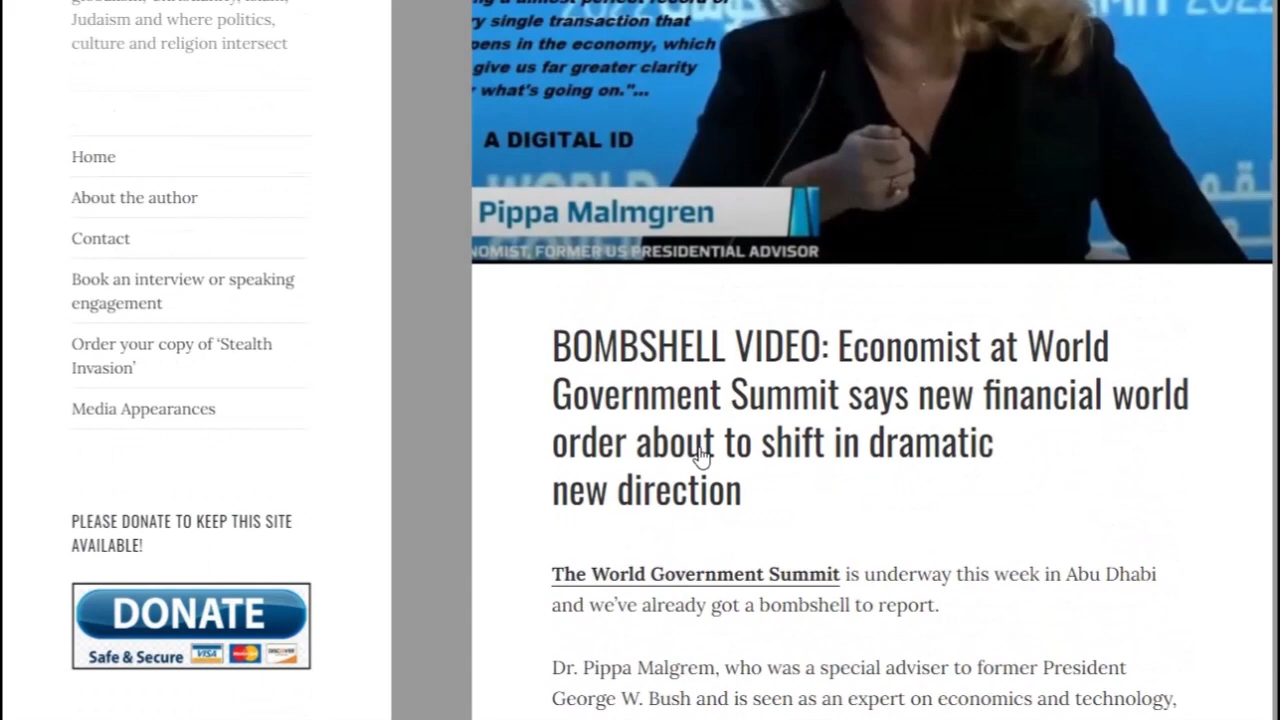 Judaism and where politics,
culture and religion intersect
Home
About the author
Contact
Book an interview or speaking
engagement
Order your copy of ‘Stealth
Invasion’
Media Appearances
PLEASE DONATE TO KEEP THIS SITE
AVAILABLE!
DONATE
Safe & Secure VISA MasterCard DISCOVER
single transaction that
in the economy, which
give us far greater clarity
what's going on."...
A DIGITAL ID
WORLD
2022
Pippa Malmgren
FORMER US PRESIDENTIAL ADVISOR
BOMBSHELL VIDEO: Economist at World
Government Summit says new financial world
order about to shift in dramatic
new direction
The World Government Summit is underway this week in Abu Dhabi
and we’ve already got a bombshell to report.
Dr. Pippa Malgrem, who was a special adviser to former President
George W. Bush and is seen as an expert on economics and technology,